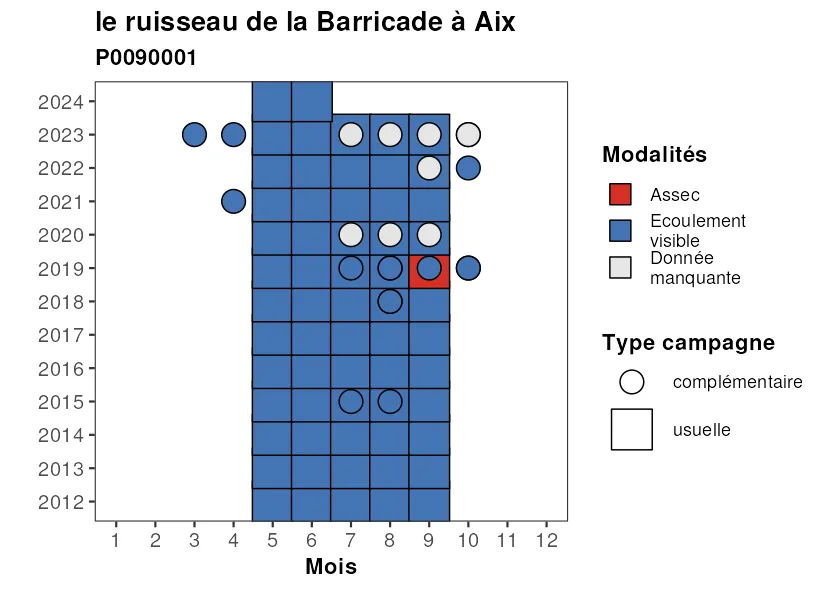 le ruisseau de la Barricade à Aix
P0090001
2024
2023
2022
2021
2020
2019
2018
2017
2016
2015
2014
2013
2012
1 2 3 4 5 6 7 8 9 10 11 12
Mois
Modalités
Assec
Ecoulement
visible
Donnée
manquante
Type campagne
complémentaire
usuelle